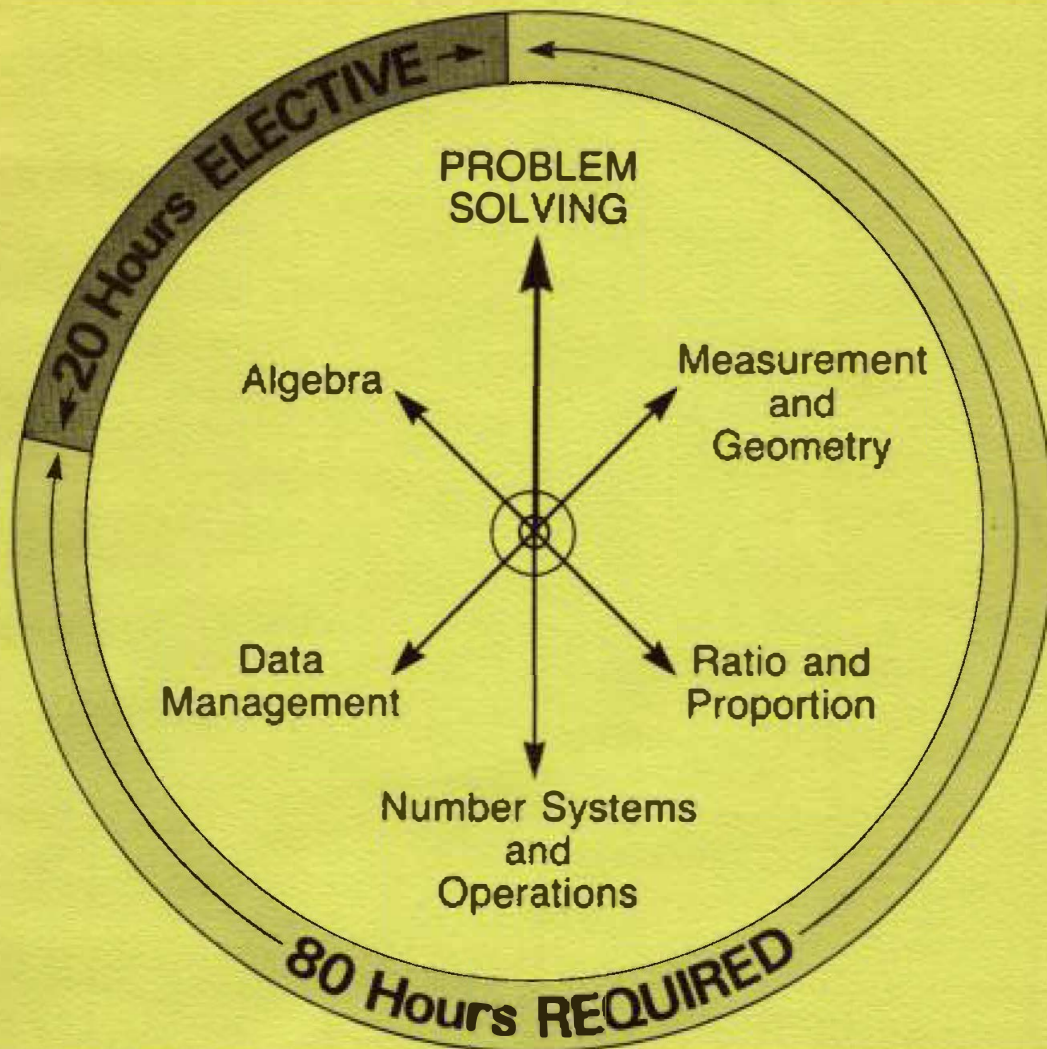 20 Hours ELECTIVE
PROBLEM
SOLVING
Algebra
Measurement
and
Geometry
Data
Management
Ratio and
Proportion
Number Systems
and
Operations
80 Hours REQUIRED